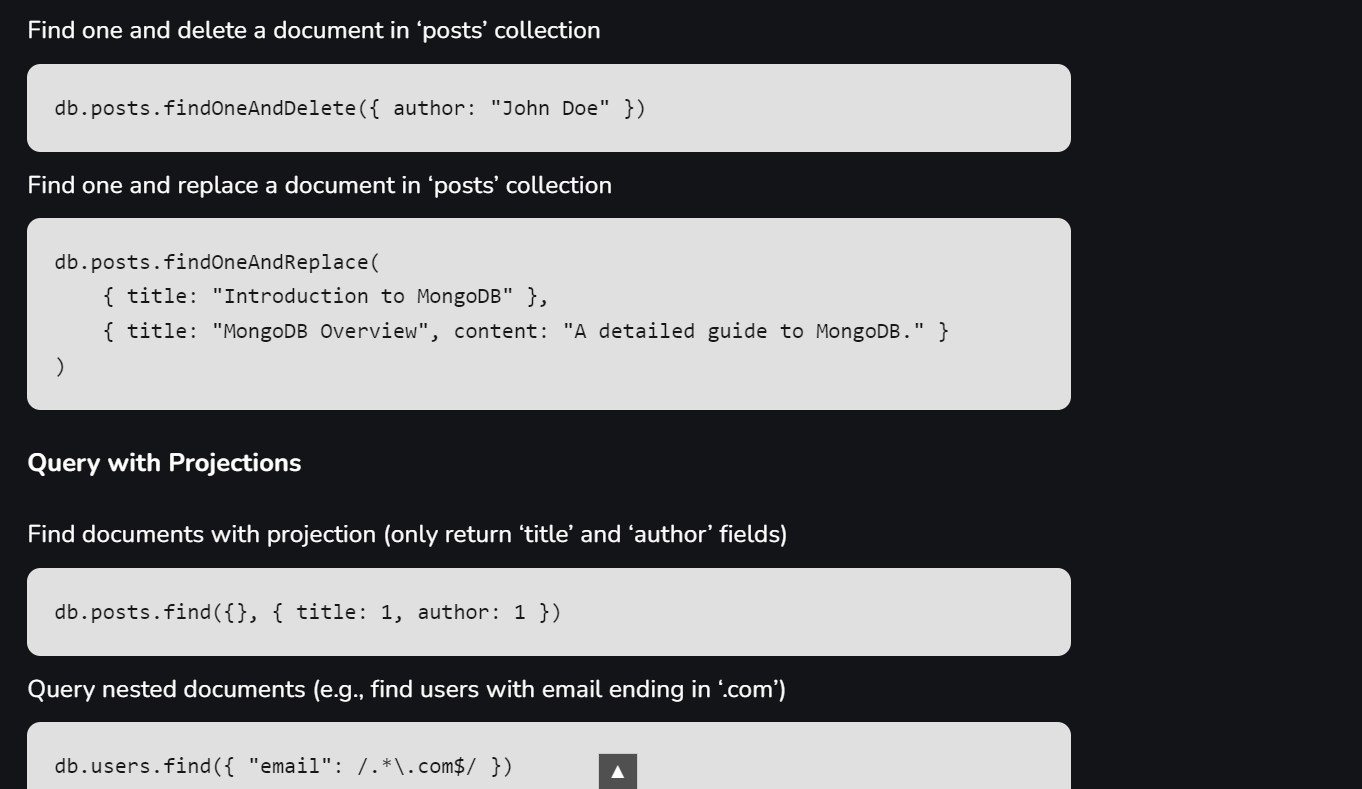 Find one and delete a document in ‘posts’ collection
db.posts.findOneAndDelete({ author: "John Doe" })
Find one and replace a document in ‘posts’ collection
db.posts.findOneAndReplace(
    { title: "Introduction to MongoDB" },
    { title: "MongoDB Overview", content: "A detailed guide to MongoDB." }
)
Query with Projections
Find documents with projection (only return ‘title’ and ‘author’ fields)
db.posts.find({}, { title: 1, author: 1 })
Query nested documents (e.g., find users with email ending in ‘.com’)
db.users.find({ "email": /.*\.com$/ })